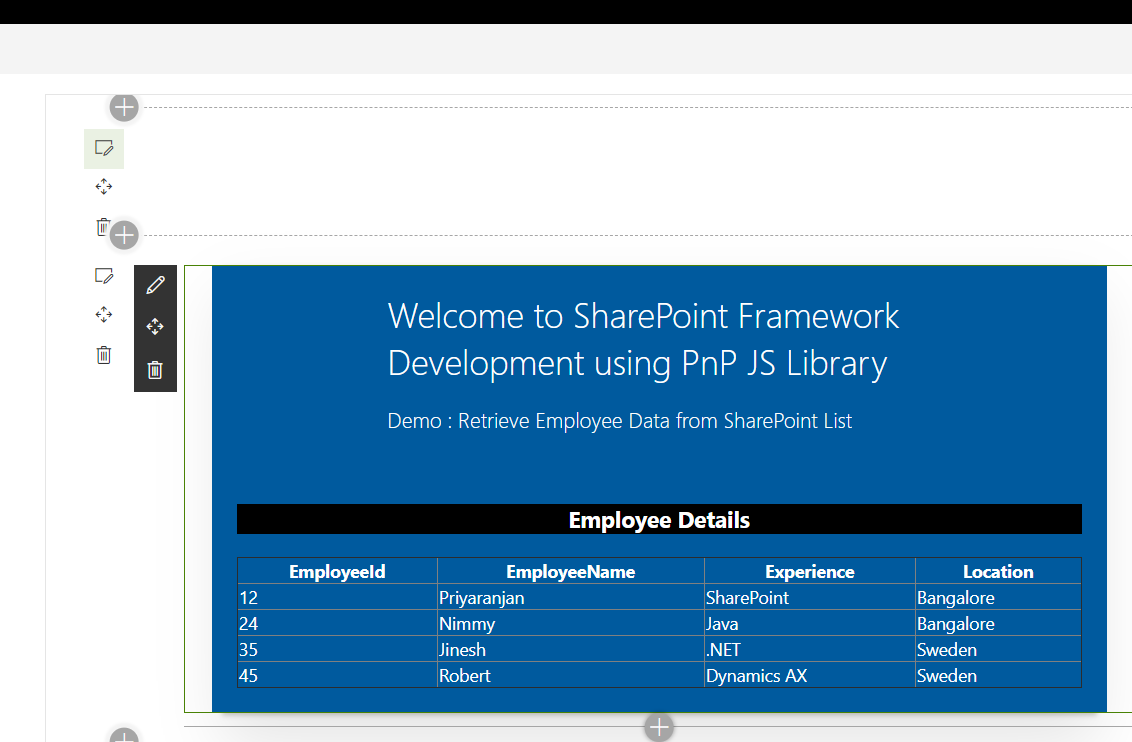 Welcome to SharePoint Framework
Development using PnP JS Library
Demo : Retrieve Employee Data from SharePoint List
Employee Details
EmployeeId EmployeeName Experience Location
12 Priyaranjan SharePoint Bangalore
24 Nimmy Java Bangalore
35 Jinesh .NET Sweden
45 Robert Dynamics AX Sweden